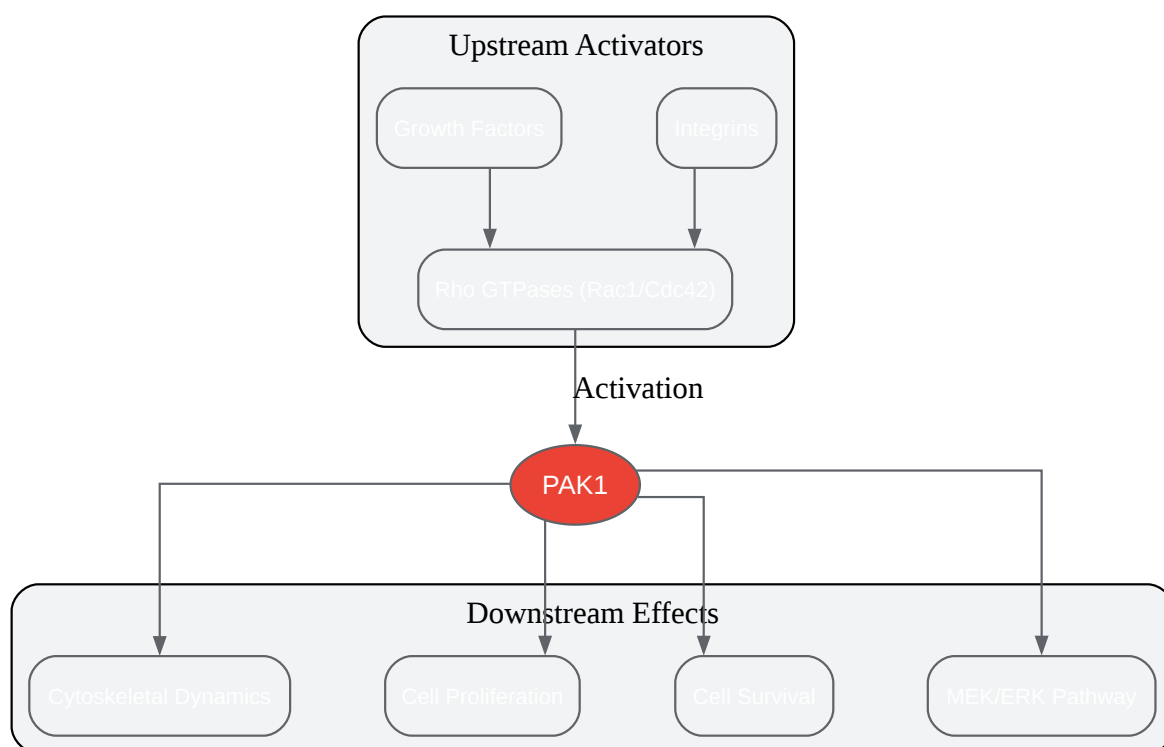 Upstream Activators
Growth Factors
Integrins
Rho GTPases (Rac1/Cdc42)
Activation
PAK1
Downstream Effects
Cytoskeletal Dynamics
Cell Proliferation
Cell Survival
MEK/ERK Pathway